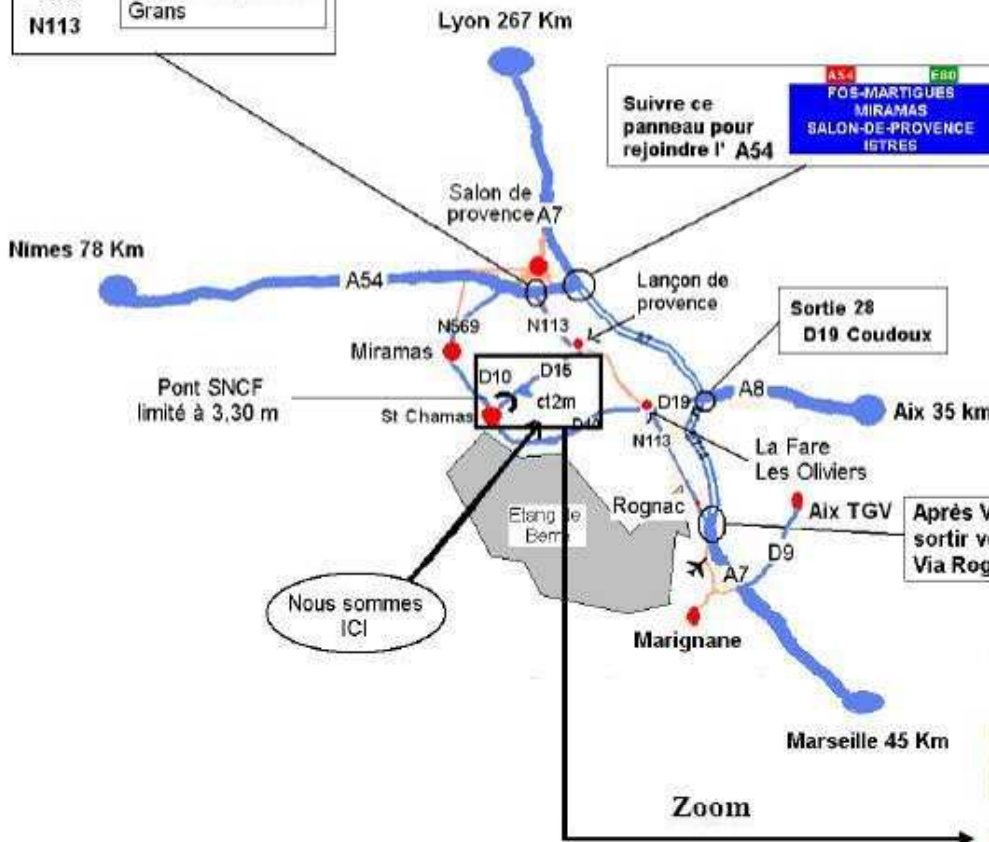 Grans
N113
Lyon 267 Km
Suivre ce
panneau pour
rejoindre l' A54
A54
E80
FOS-MARTIGUES
MIRAMAS
SALON-DE-PROVENCE
ISTRES
Salon de
provence
A7
Nîmes 78 Km
A54
Lançon de
provence
Sortie 28
D19 Coudoux
N569
N113
Miramas
Pont SNCF
limité à 3,30 m
D10
D15
ct2m
St Chamas
D19
A8
Aix 35 km
N113
La Fare
Les Oliviers
Etang de
Berre
Rognac
Aix TGV
Après
sortir
Via
D9
A7
Nous sommes
ICI
Marignane
Marseille 45 Km
Zoom